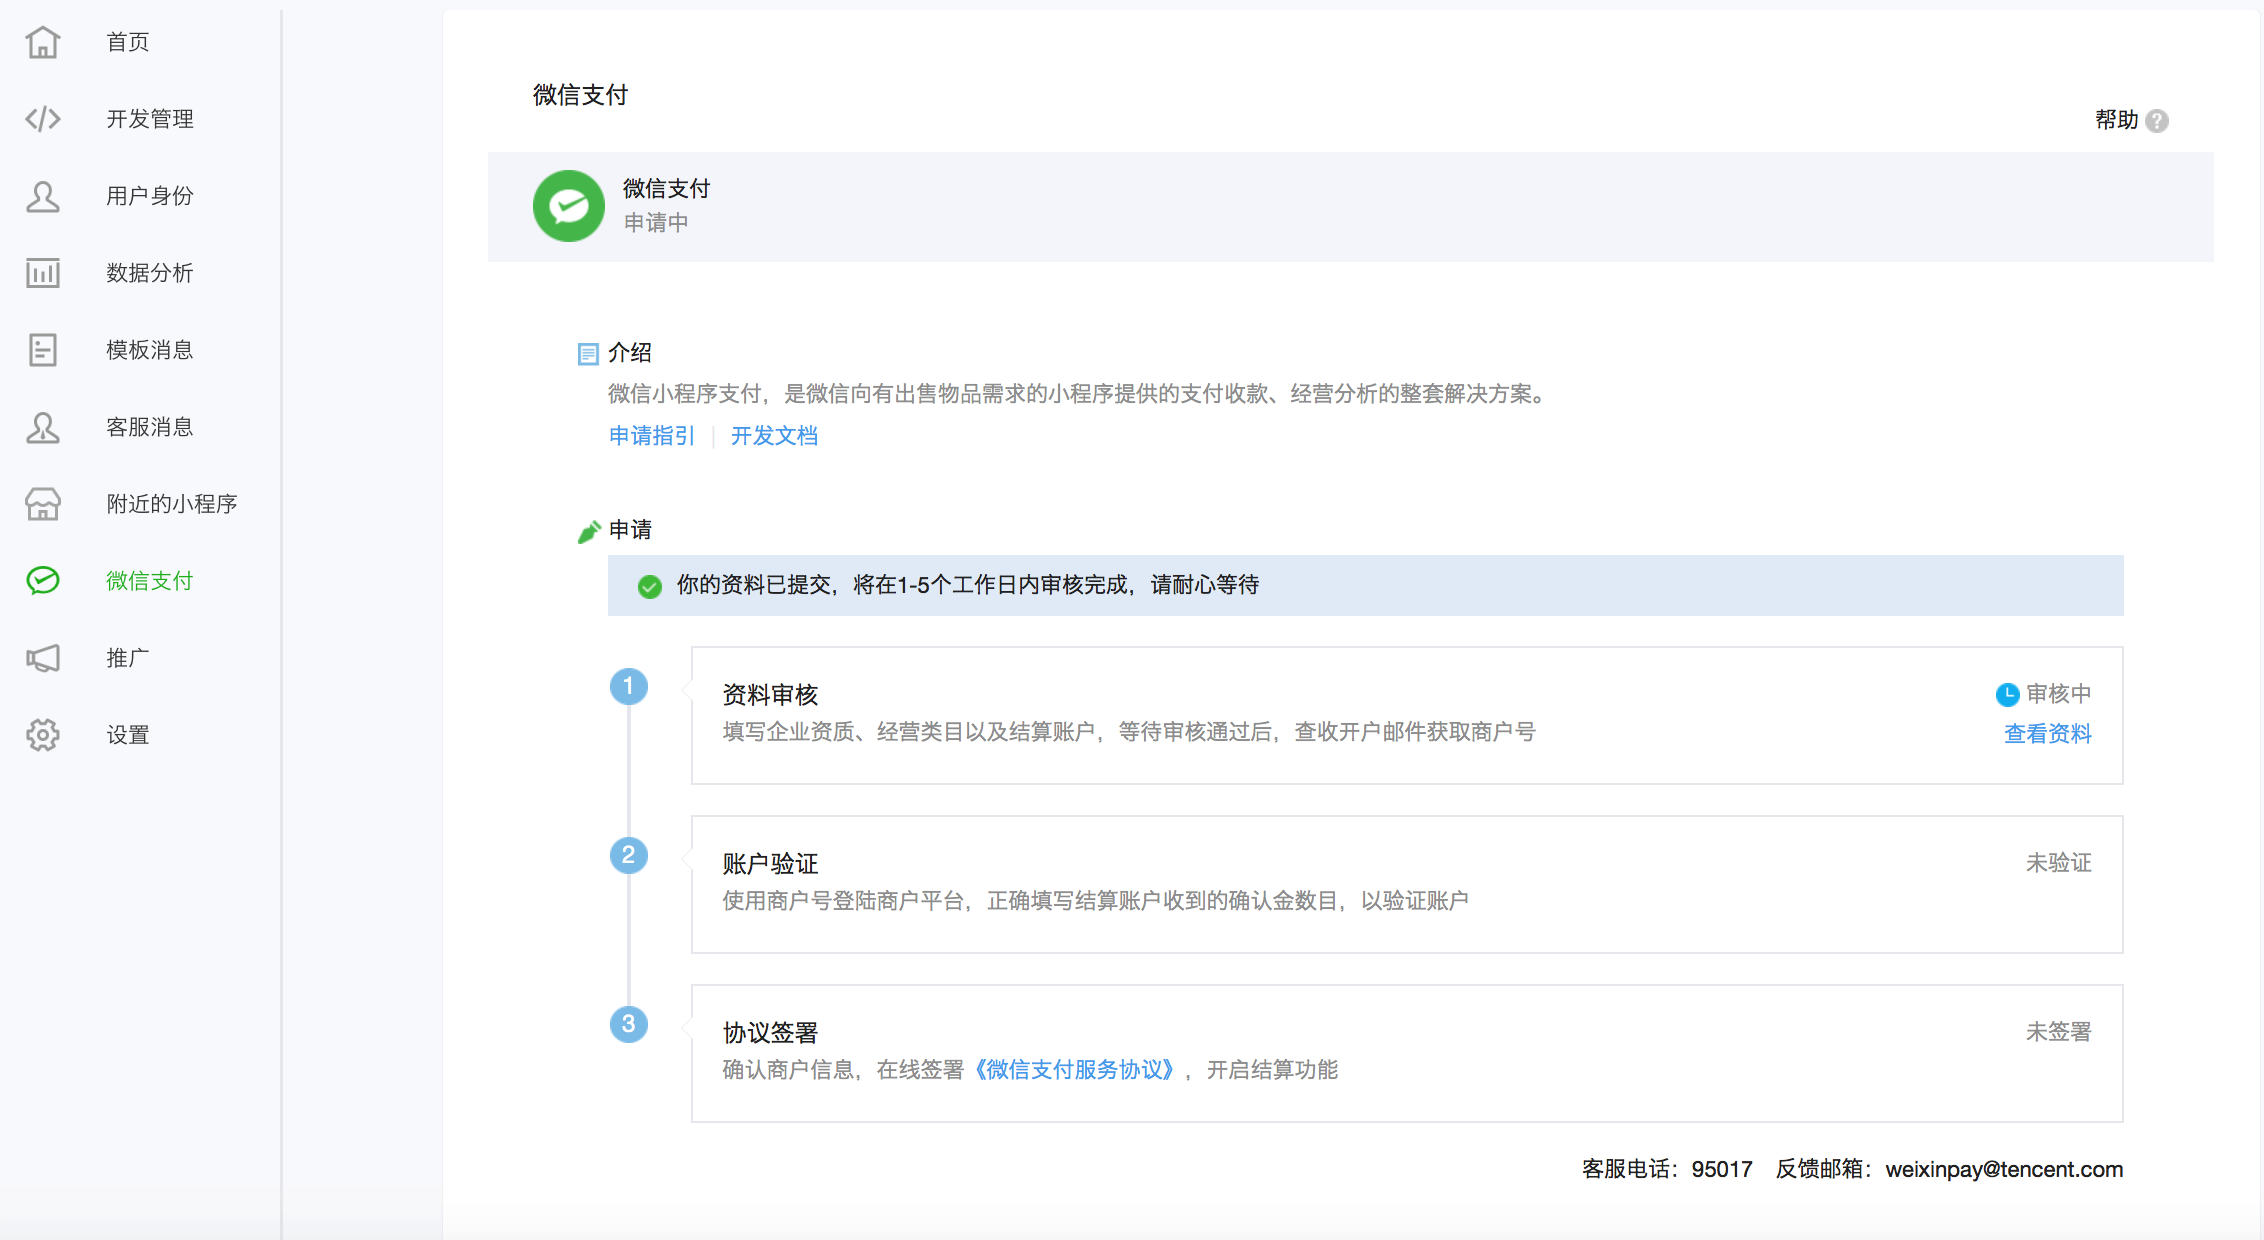 首页
开发管理
用户身份
数据分析
模板消息
客服消息
附近的小程序
微信支付
推广
设置
微信支付
帮助 ?
微信支付
申请中
介绍
微信小程序支付，是微信向有出售物品需求的小程序提供的支付收款、经营分析的整套解决方案。
申请指引 | 开发文档
申请
你的资料已提交，将在1-5个工作日内审核完成，请耐心等待
1
资料审核
审核中
填写企业资质、经营类目以及结算账户，等待审核通过后，查收开户邮件获取商户号
查看资料
2
账户验证
未验证
使用商户号登陆商户平台，正确填写结算账户收到的确认金数目，以验证账户
3
协议签署
未签署
确认商户信息，在线签署《微信支付服务协议》，开启结算功能
客服电话：95017 反馈邮箱：weixinpay@tencent.com